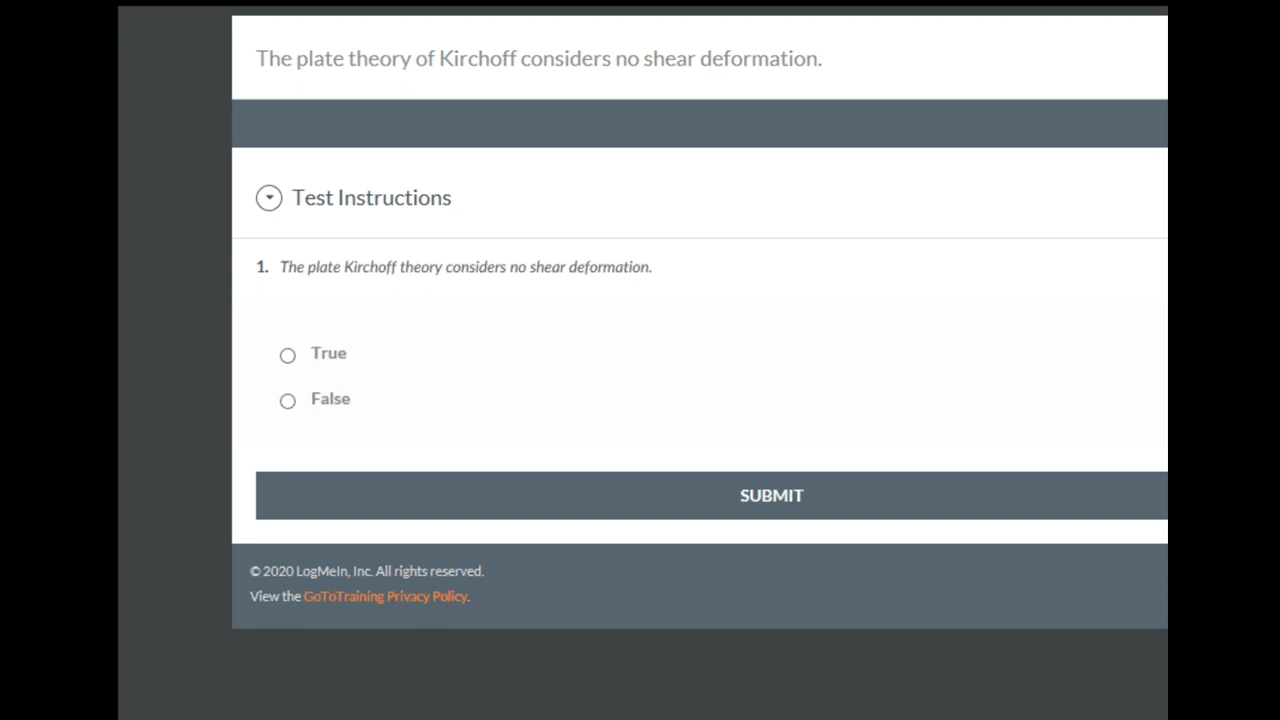 The plate theory of Kirchoff considers no shear deformation.
Test Instructions
1. The plate Kirchoff theory considers no shear deformation.
True
False
SUBMIT
© 2020 LogMeIn, Inc. All rights reserved.
View the GoToTraining Privacy Policy.